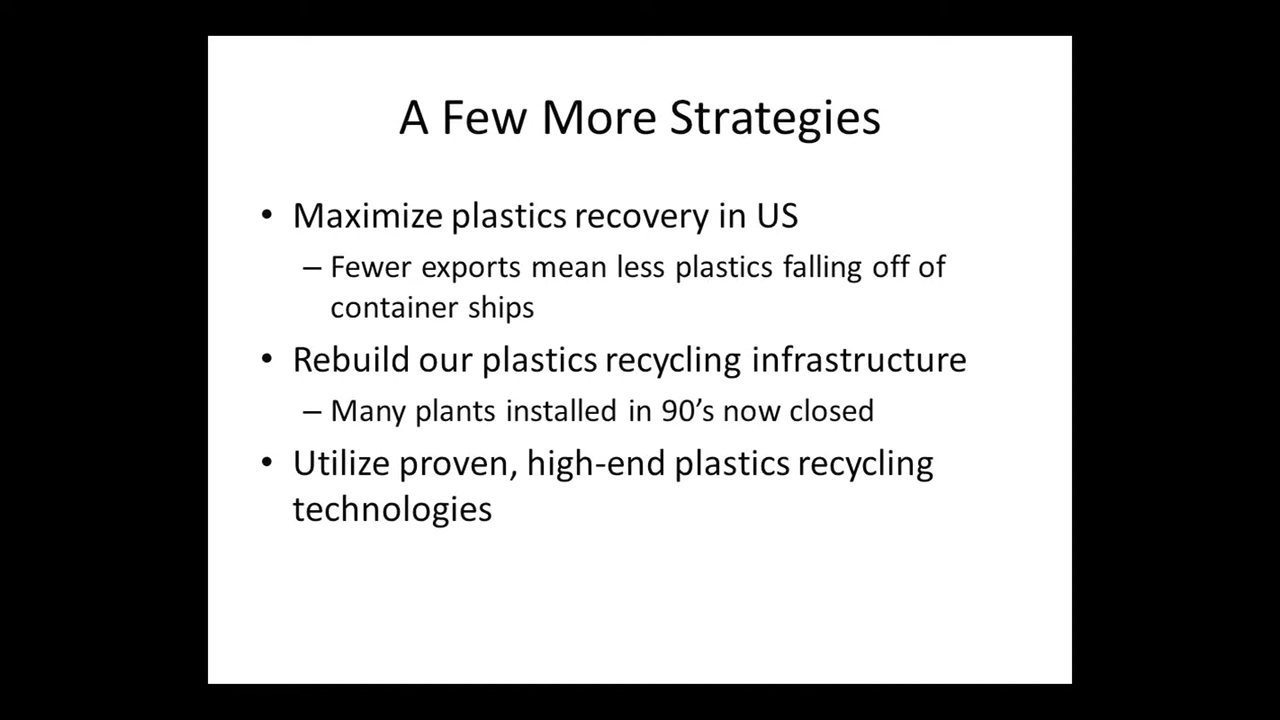 A Few More Strategies
• Maximize plastics recovery in US
– Fewer exports mean less plastics falling off of
container ships
• Rebuild our plastics recycling infrastructure
– Many plants installed in 90’s now closed
• Utilize proven, high-end plastics recycling
technologies